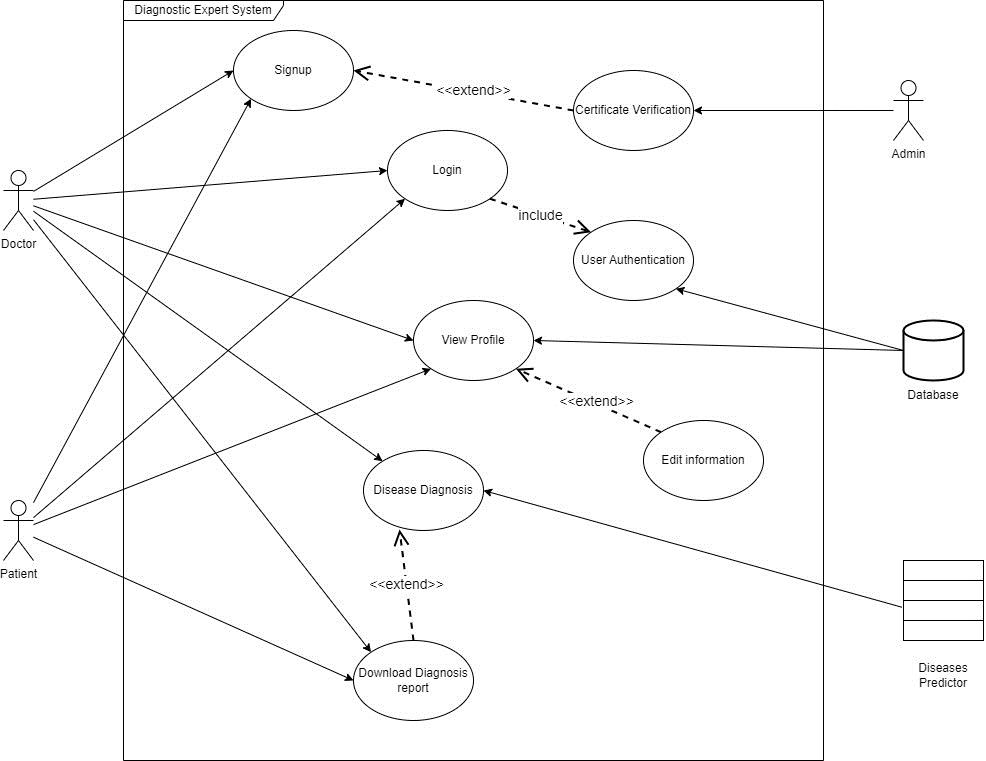 Diagnostic Expert System
Signup
<<extend>>
Certificate Verification
Admin
Login
include
Doctor
User Authentication
View Profile
Database
<<extend>>
Edit information
Disease Diagnosis
Patient
<<extend>>
Download Diagnosis
report
Diseases
Predictor